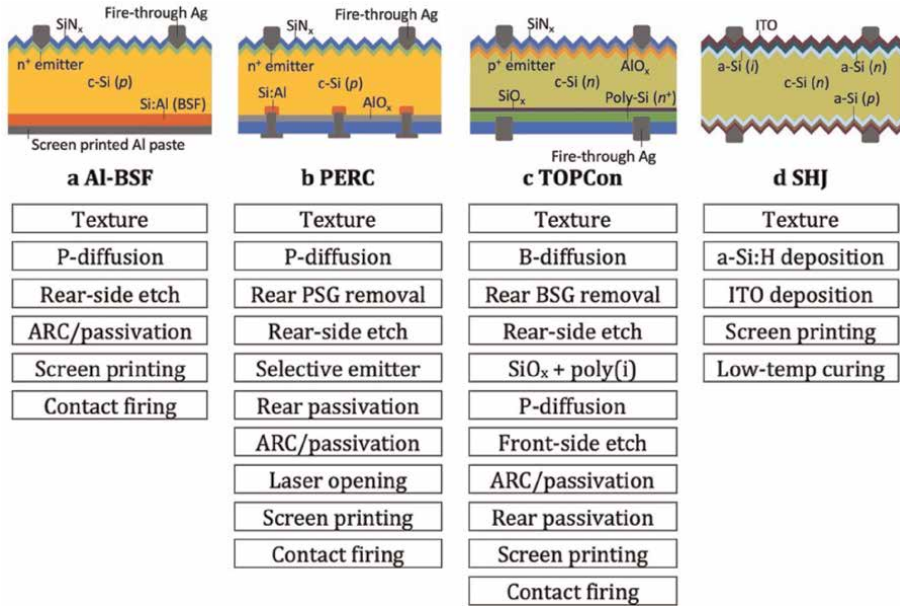 SiNₓ
Fire-through Ag
n⁺ emitter
c-Si (p)
Si:Al (BSF)
Screen printed Al paste
a Al-BSF
Texture
P-diffusion
Rear-side etch
ARC/passivation
Screen printing
Contact firing
SiNₓ
Fire-through Ag
n⁺ emitter
c-Si (p)
Si:Al
AlOₓ
b PERC
Texture
P-diffusion
Rear PSG removal
Rear-side etch
Selective emitter
Rear passivation
ARC/passivation
Laser opening
Screen printing
Contact firing
SiNₓ
p⁺ emitter
AlOₓ
c-Si (n)
SiOₓ
Poly-Si (n⁺)
Fire-through Ag
c TOPCon
Texture
B-diffusion
Rear BSG removal
Rear-side etch
SiOₓ + poly(i)
P-diffusion
Front-side etch
ARC/passivation
Rear passivation
Screen printing
Contact firing
ITO
a-Si (i)
a-Si (n)
c-Si (n)
a-Si (p)
d SHJ
Texture
a-Si:H deposition
ITO deposition
Screen printing
Low-temp curing